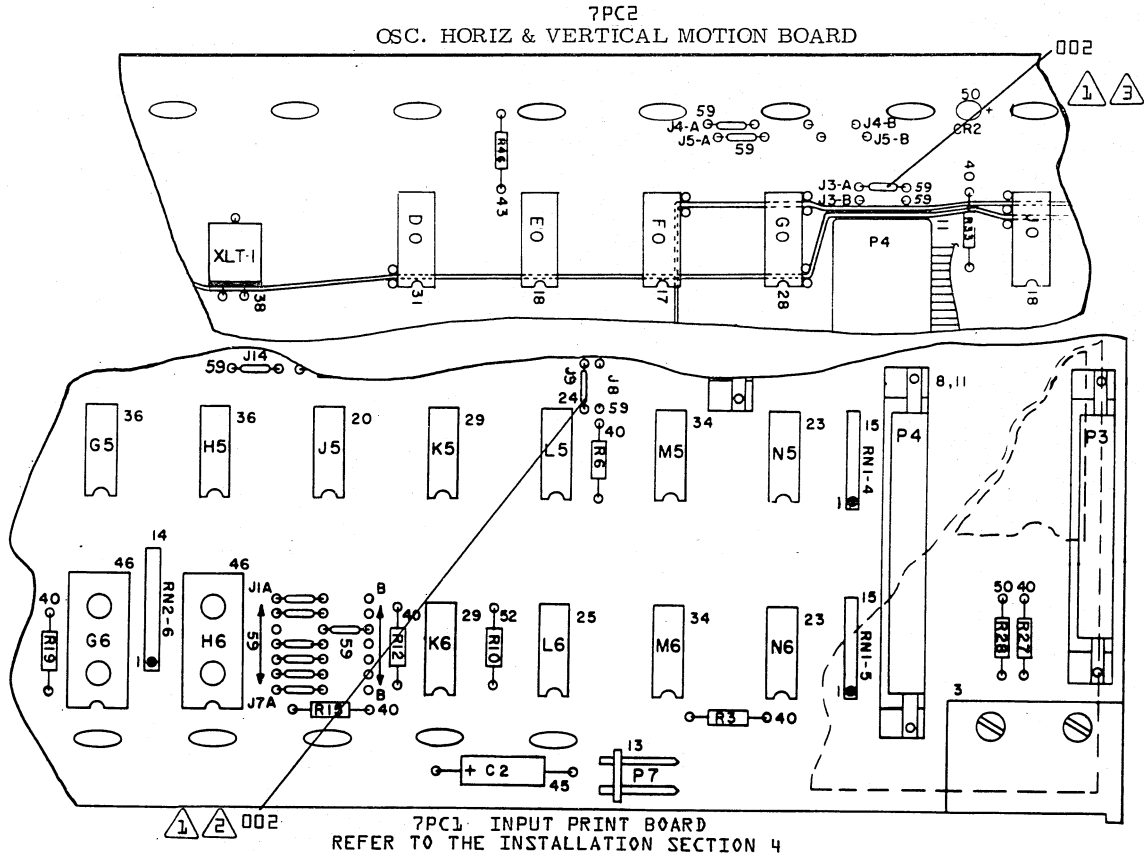 7PC2
OSC. HORIZ & VERTICAL MOTION BOARD
002
1 3
59
J4-A
J5-A
59
J4-B
J5-B
50
+
CR2
R46
43
J3-A
59
J3-B
59
40
R33
11
XLT-1
38
D0
31
E0
18
F0
17
G0
28
P4
J0
18
J14
59
J9
J8
24
59
40
R6
8,11
G5
36
H5
36
J5
20
K5
29
L5
M5
34
N5
23
15
RN1-4
1
P4
P3
14
RN2-6
1
40
R19
46
G6
46
H6
J1A
59
J7A
59
B
B
40
R12
K6
29
52
R10
L6
25
M6
34
N6
23
15
RN1-5
1
50
40
R28
R27
R15
40
R3
40
3
+ C2
45
13
P7
1 2 002
7PC1 INPUT PRINT BOARD
REFER TO THE INSTALLATION SECTION 4